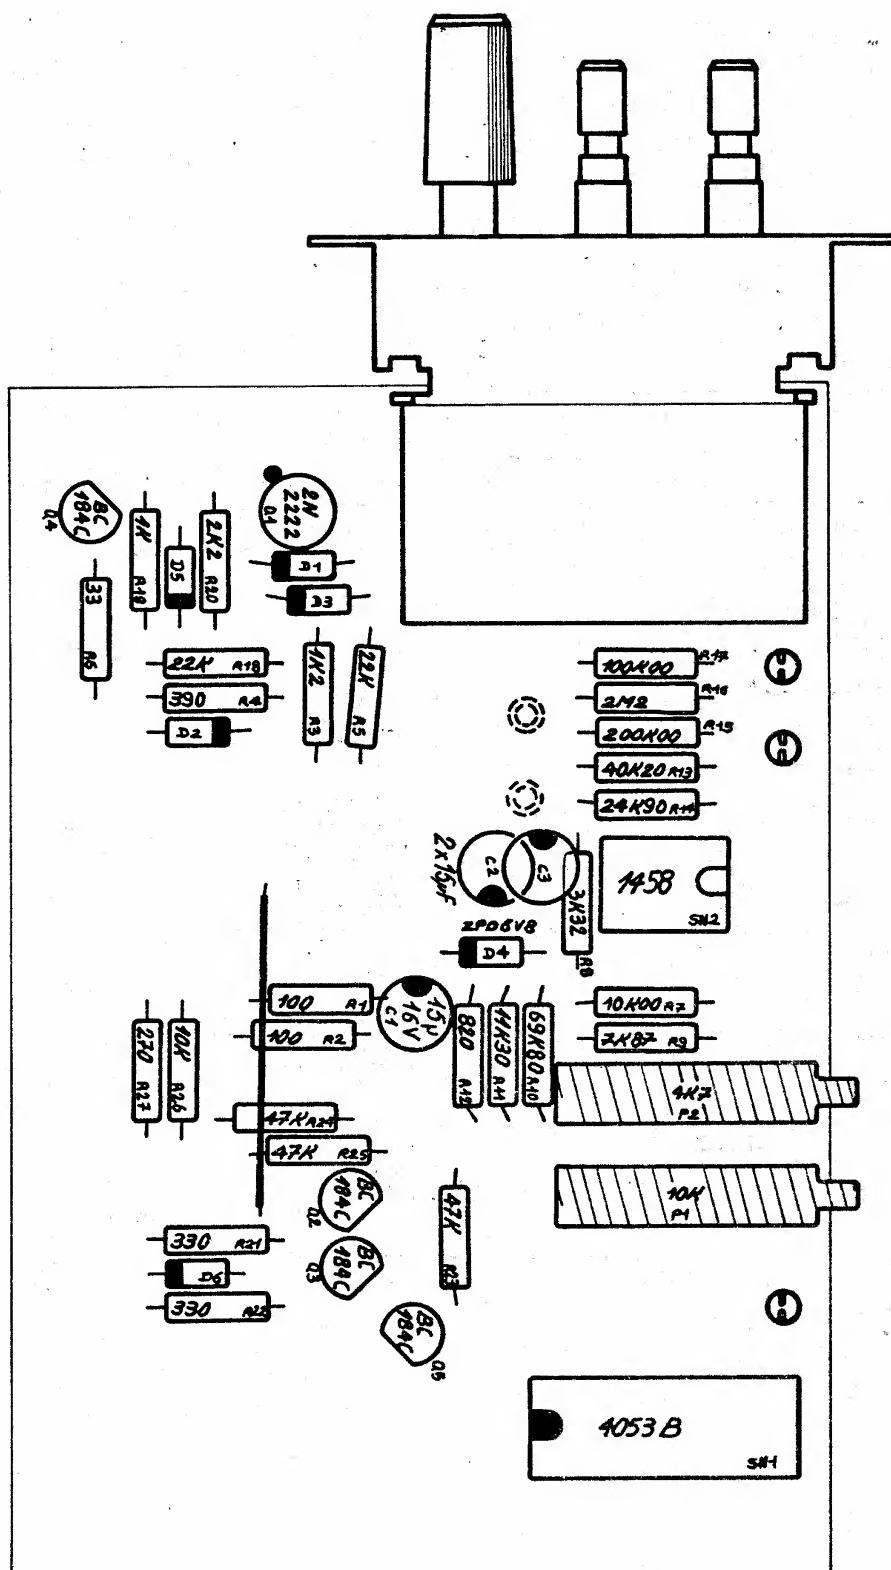 2N
2222
Q1
BC
184C
Q4
1K
R19
D5
2K2
R20
D1
D3
33
R6
22K R18
390 R4
D2
1K2
R3
22K
R5
100K00 R17
2M2 R16
200K00 R15
40K20 R13
24K90 R14
2x15µF
C2
C3
3K32
R8
1458
SN2
ZPD6V8
D4
100 R1
100 R2
15µ
16V
C1
820
R12
11K30
R11
69K80
R10
10K00 R7
7K87 R9
270
R27
10K
R26
4K7
P2
47K R24
47K R25
10K
P1
BC
184C
Q2
47K
R23
330 R21
BC
184C
Q3
D6
330 R22
BC
184C
Q5
4053B
SN1